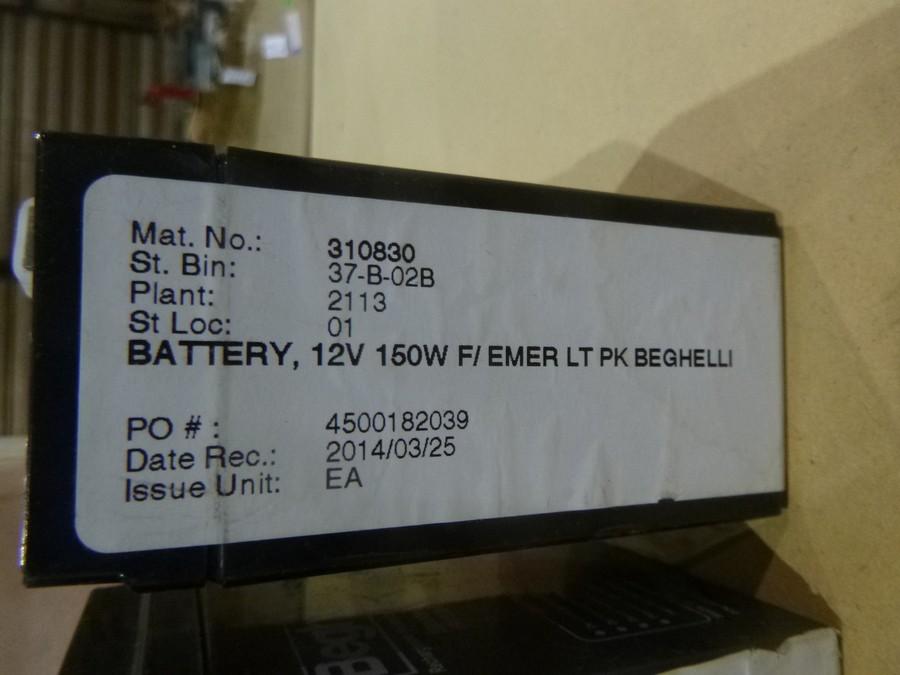 Mat. No.: 310830
St. Bin: 37-B-02B
Plant: 2113
St Loc: 01
BATTERY, 12V 150W F/ EMER LT PK BEGHELLI
PO # : 4500182039
Date Rec.: 2014/03/25
Issue Unit: EA
Beg